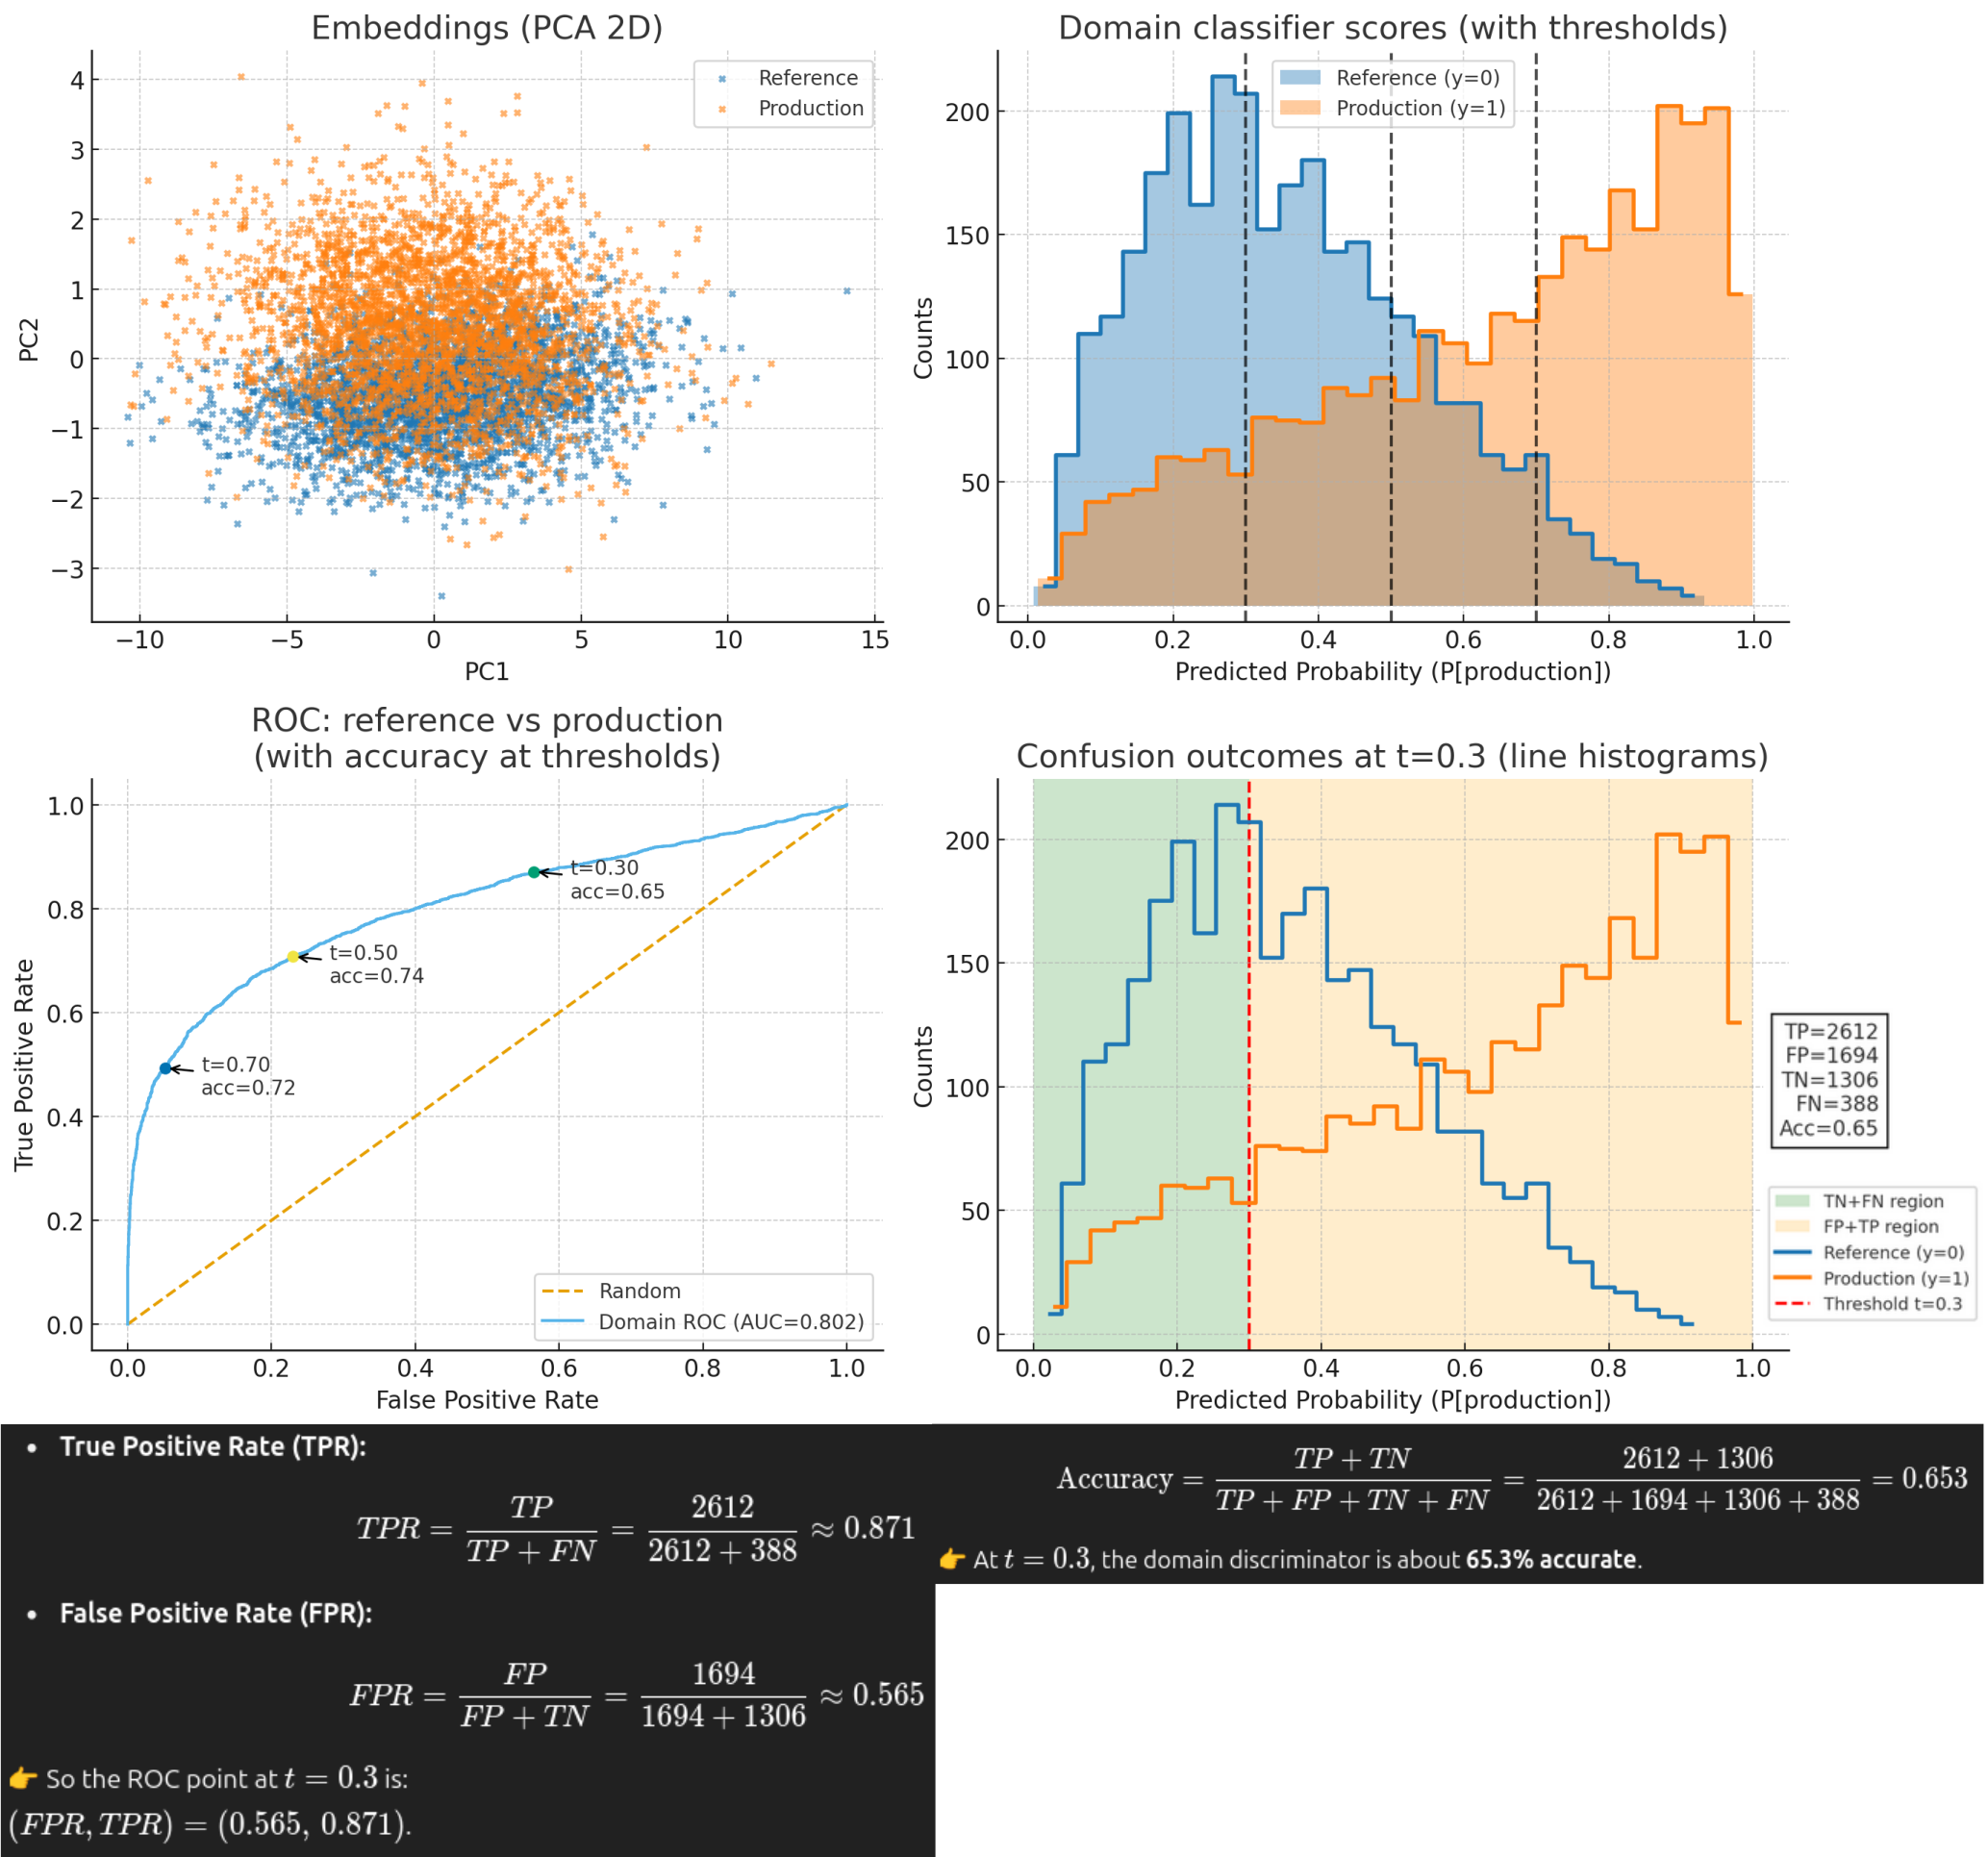 Embeddings (PCA 2D)
Reference
Production
4
3
2
1
0
−1
−2
−3
PC2
−10
−5
0
5
10
15
PC1
Domain classifier scores (with thresholds)
Reference (y=0)
Production (y=1)
200
150
100
50
0
Counts
0.0
0.2
0.4
0.6
0.8
1.0
Predicted Probability (P[production])
ROC: reference vs production
(with accuracy at thresholds)
1.0
0.8
0.6
0.4
0.2
0.0
True Positive Rate
t=0.30
acc=0.65
t=0.50
acc=0.74
t=0.70
acc=0.72
Random
Domain ROC (AUC=0.802)
0.0
0.2
0.4
0.6
0.8
1.0
False Positive Rate
Confusion outcomes at t=0.3 (line histograms)
200
150
100
50
0
Counts
TP=2612
FP=1694
TN=1306
FN=388
Acc=0.65
TN+FN region
FP+TP region
Reference (y=0)
Production (y=1)
Threshold t=0.3
0.0
0.2
0.4
0.6
0.8
1.0
Predicted Probability (P[production])
• True Positive Rate (TPR):
TPR = TP / (TP + FN) = 2612 / (2612 + 388) ≈ 0.871
• False Positive Rate (FPR):
FPR = FP / (FP + TN) = 1694 / (1694 + 1306) ≈ 0.565
👉 So the ROC point at t = 0.3 is:
(FPR, TPR) = (0.565, 0.871).
Accuracy = (TP + TN) / (TP + FP + TN + FN) = (2612 + 1306) / (2612 + 1694 + 1306 + 388) = 0.653
👉 At t = 0.3, the domain discriminator is about 65.3% accurate.